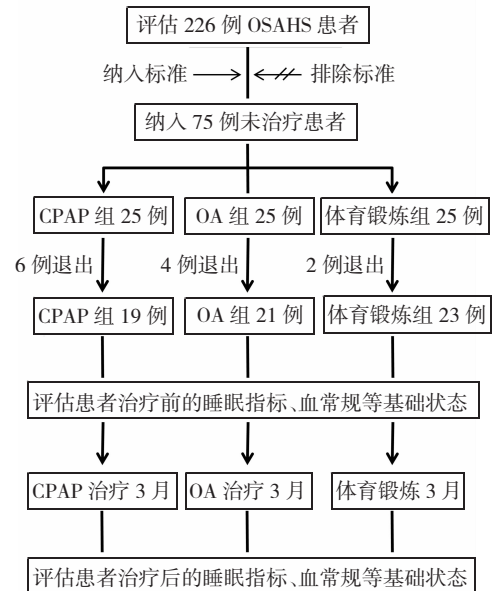 评估 226 例 OSAHS 患者
纳入标准
排除标准
纳入 75 例未治疗患者
CPAP 组 25 例
OA 组 25 例
体育锻炼组 25 例
6 例退出
4 例退出
2 例退出
CPAP 组 19 例
OA 组 21 例
体育锻炼组 23 例
评估患者治疗前的睡眠指标、血常规等基础状态
CPAP 治疗 3 月
OA 治疗 3 月
体育锻炼 3 月
评估患者治疗后的睡眠指标、血常规等基础状态